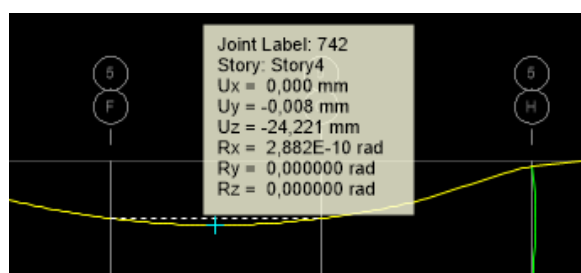 5
F
Joint Label: 742
Story: Story4
Ux = 0,000 mm
Uy = -0,008 mm
Uz = -24,221 mm
Rx = 2,882E-10 rad
Ry = 0,000000 rad
Rz = 0,000000 rad
5
H